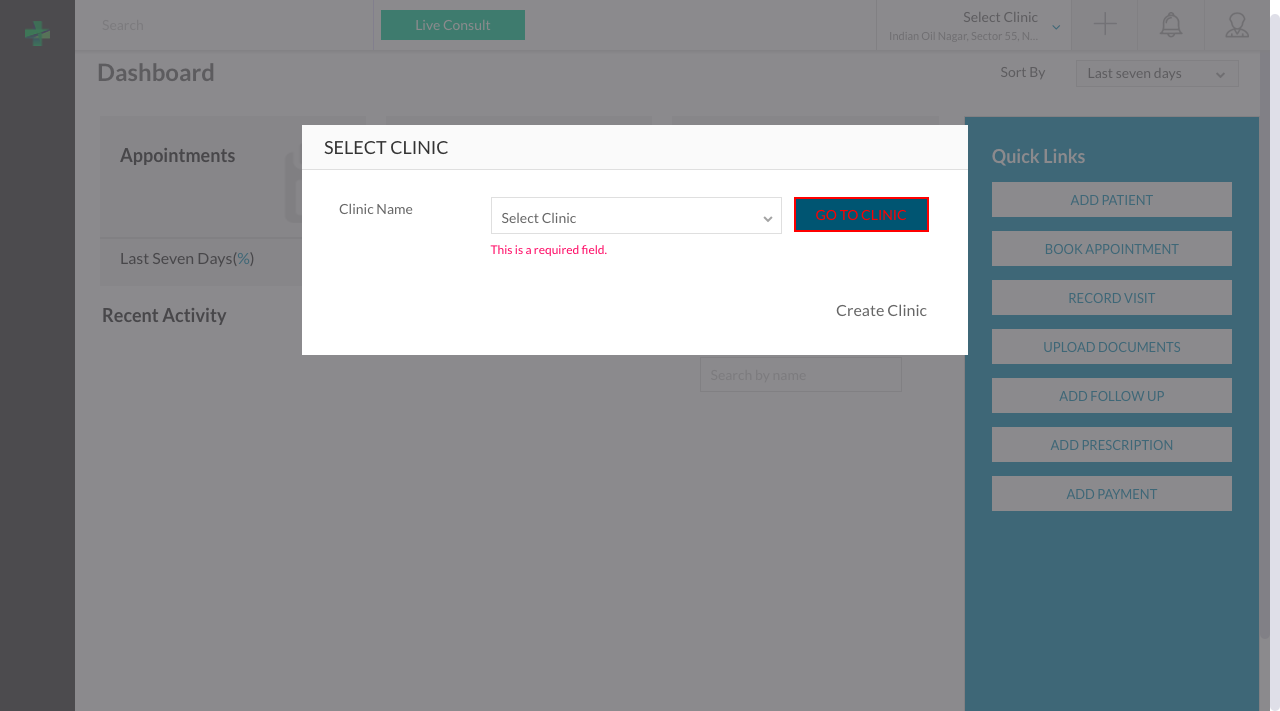 Search
Live Consult
Select Clinic
Indian Oil Nagar, Sector 55, N...
Dashboard
Sort By
Last seven days
Appointments
SELECT CLINIC
Quick Links
Clinic Name
Select Clinic
GO TO CLINIC
This is a required field.
ADD PATIENT
BOOK APPOINTMENT
Last Seven Days(%)
RECORD VISIT
Recent Activity
Create Clinic
UPLOAD DOCUMENTS
Search by name
ADD FOLLOW UP
ADD PRESCRIPTION
ADD PAYMENT